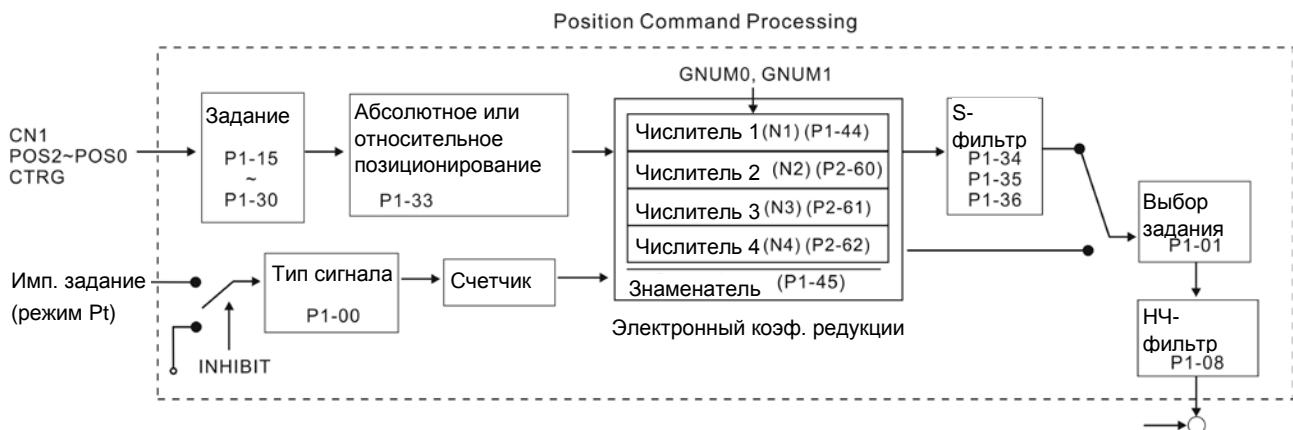 Position Command Processing
GNUM0, GNUM1
CN1
POS2~POS0
CTRG
Задание
P1-15
~
P1-30
Абсолютное или
относительное
позиционирование
P1-33
Числитель 1 (N1) (P1-44)
Числитель 2 (N2) (P2-60)
Числитель 3 (N3) (P2-61)
Числитель 4 (N4) (P2-62)
Знаменатель (P1-45)
Электронный коэф. редукции
S-
фильтр
P1-34
P1-35
P1-36
Выбор
задания
P1-01
НЧ-
фильтр
P1-08
Имп. задание
(режим Pt)
INHIBIT
Тип сигнала
P1-00
Счетчик